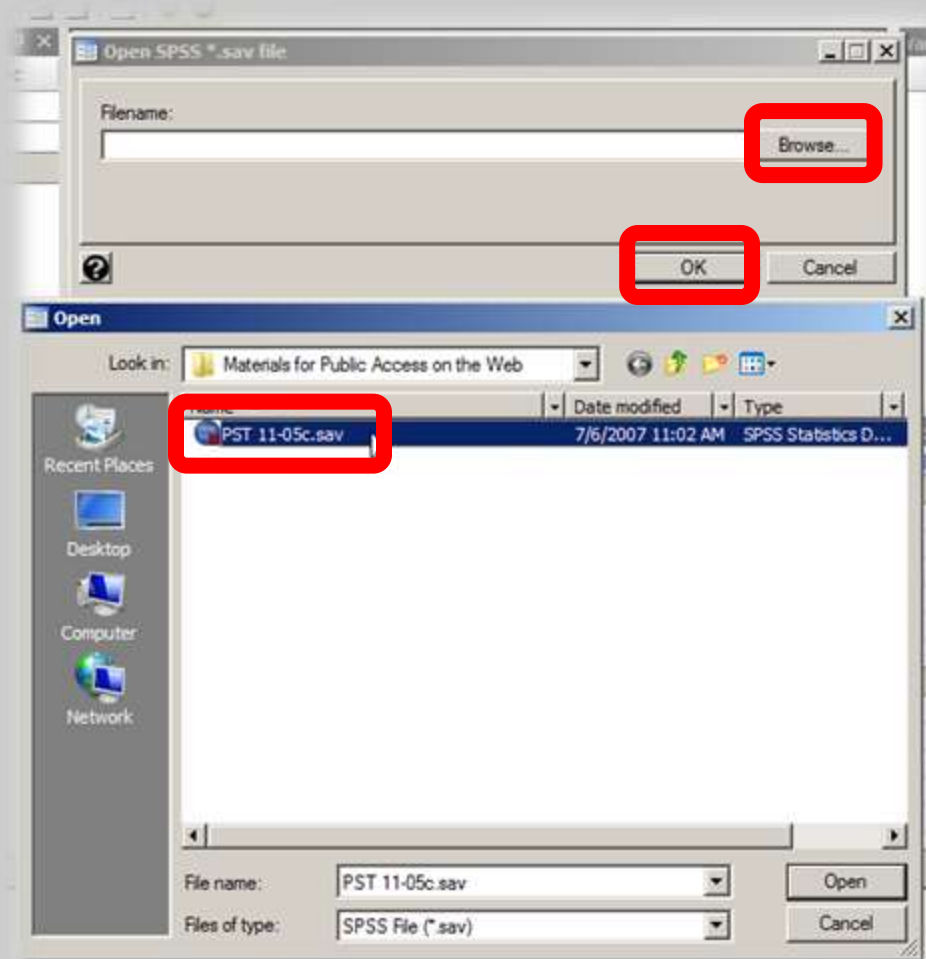 Open SPSS *.sav file
Filename:
Browse...
OK
Cancel
Open
Look in:
Materials for Public Access on the Web
Name
Date modified
Type
PST 11-05c.sav
7/6/2007 11:02 AM
SPSS Statistics D...
Recent Places
Desktop
Computer
Network
File name:
PST 11-05c.sav
Open
Files of type:
SPSS File (*.sav)
Cancel